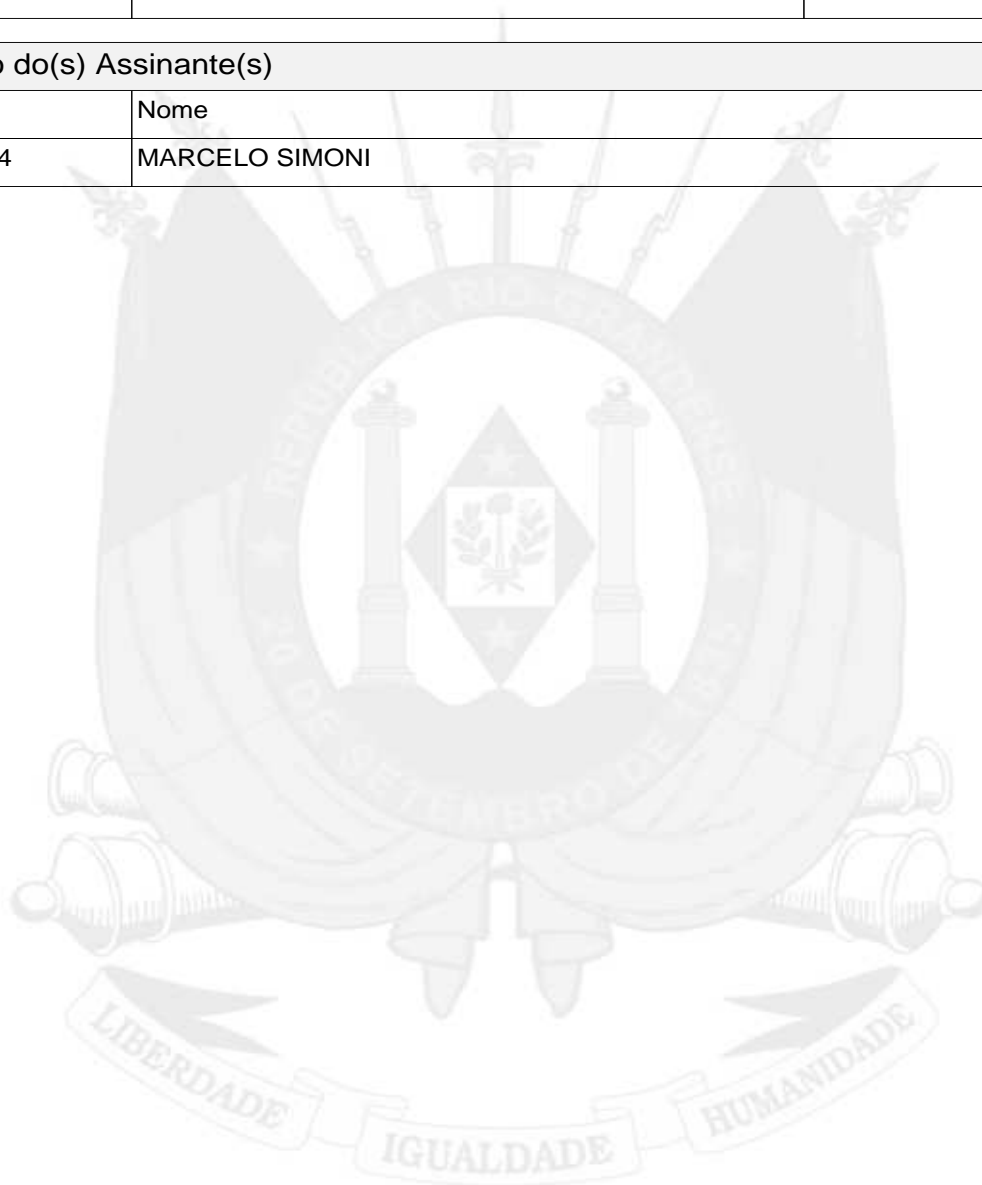 o do(s) Assinante(s)
Nome
4 MARCELO SIMONI
REPUBLICA RIO-GRANDENSE
20 DE SETEMBRO DE 1835
LIBERDADE IGUALDADE HUMANIDADE